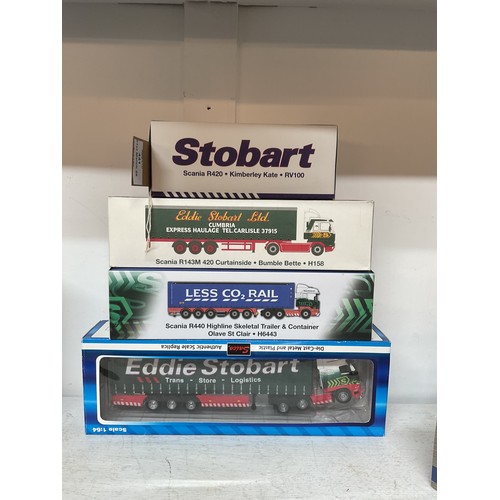 Stobart
Scania R420 • Kimberley Kate • RV100
Eddie Stobart Ltd.
CUMBRIA
EXPRESS HAULAGE TEL.CARLISLE 37915
Scania R143M 420 Curtainside • Bumble Bette • H158
LESS CO₂ RAIL
Scania R440 Highline Skeletal Trailer & Container
Olave St Clair • H6443
Die-Cast Metal and Plastic
Authentic Scale Replica
Eddie Stobart
Trans - Store - Logistics
Scale 1:64